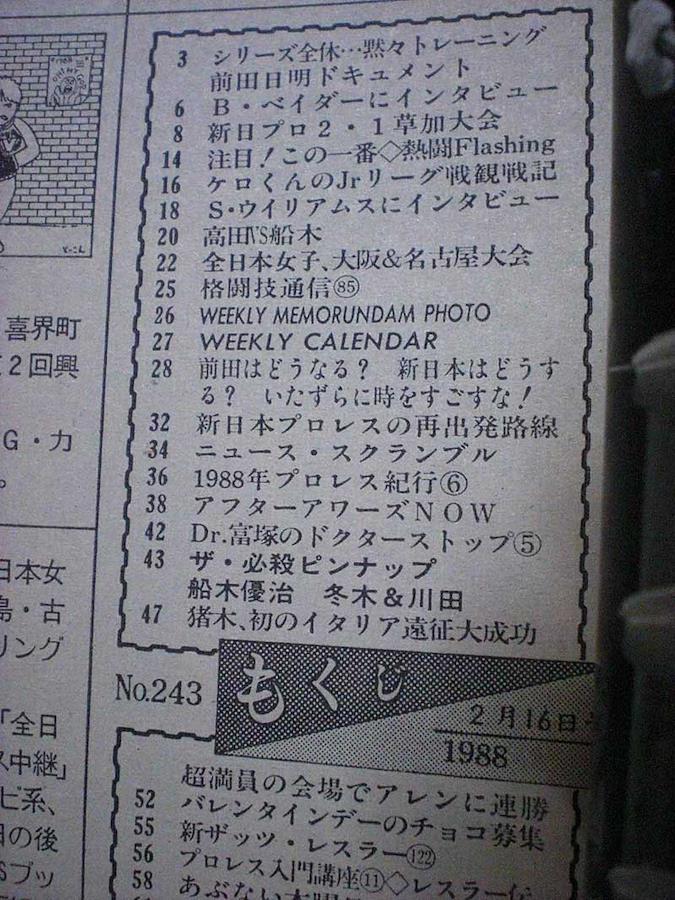 3 シリーズ全休…黙々トレーニング
前田日明ドキュメント
6 B・ベイダーにインタビュー
8 新日プロ2・1草加大会
14 注目!この一番◇熱闘Flashing
16 ケロくんのJrリーグ戦観戦記
18 S・ウイリアムスにインタビュー
20 高田VS船木
22 全日本女子、大阪&名古屋大会
25 格闘技通信㊄
26 WEEKLY MEMORUNDAM PHOTO
27 WEEKLY CALENDAR
28 前田はどうなる? 新日本はどうす
る? いたずらに時をすごすな!
32 新日本プロレスの再出発路線
34 ニュース・スクランブル
36 1988年プロレス紀行⑥
38 アフターアワーズNOW
42 Dr.富塚のドクターストップ⑤
43 ザ・必殺ピンナップ
船木優治 冬木&川田
47 猪木、初のイタリア遠征大成功
No.243
もくじ
2月16日号
1988
超満員の会場でアレンに連勝
52 バレンタインデーのチョコ募集
55 新ザッツ・レスラー(122)
56 プロレス入門講座⑪◇レスラー伝
58 あぶない木曜日
喜界町
2回興
G・カ
。
日本女
島・古
リング
「全日
ス中継」
ビ系、
日の後
Sブッ